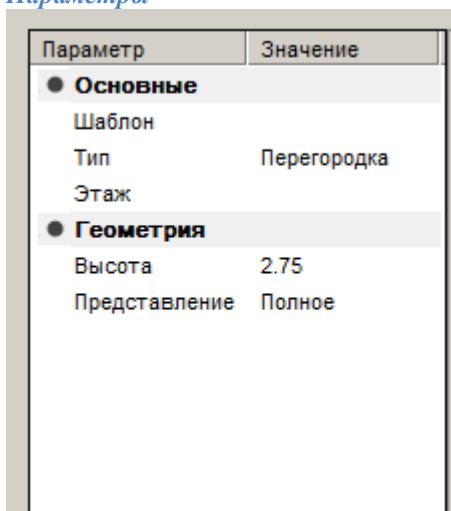 Параметры
Параметр Значение
Основные
Шаблон
Тип Перегородка
Этаж
Геометрия
Высота 2.75
Представление Полное